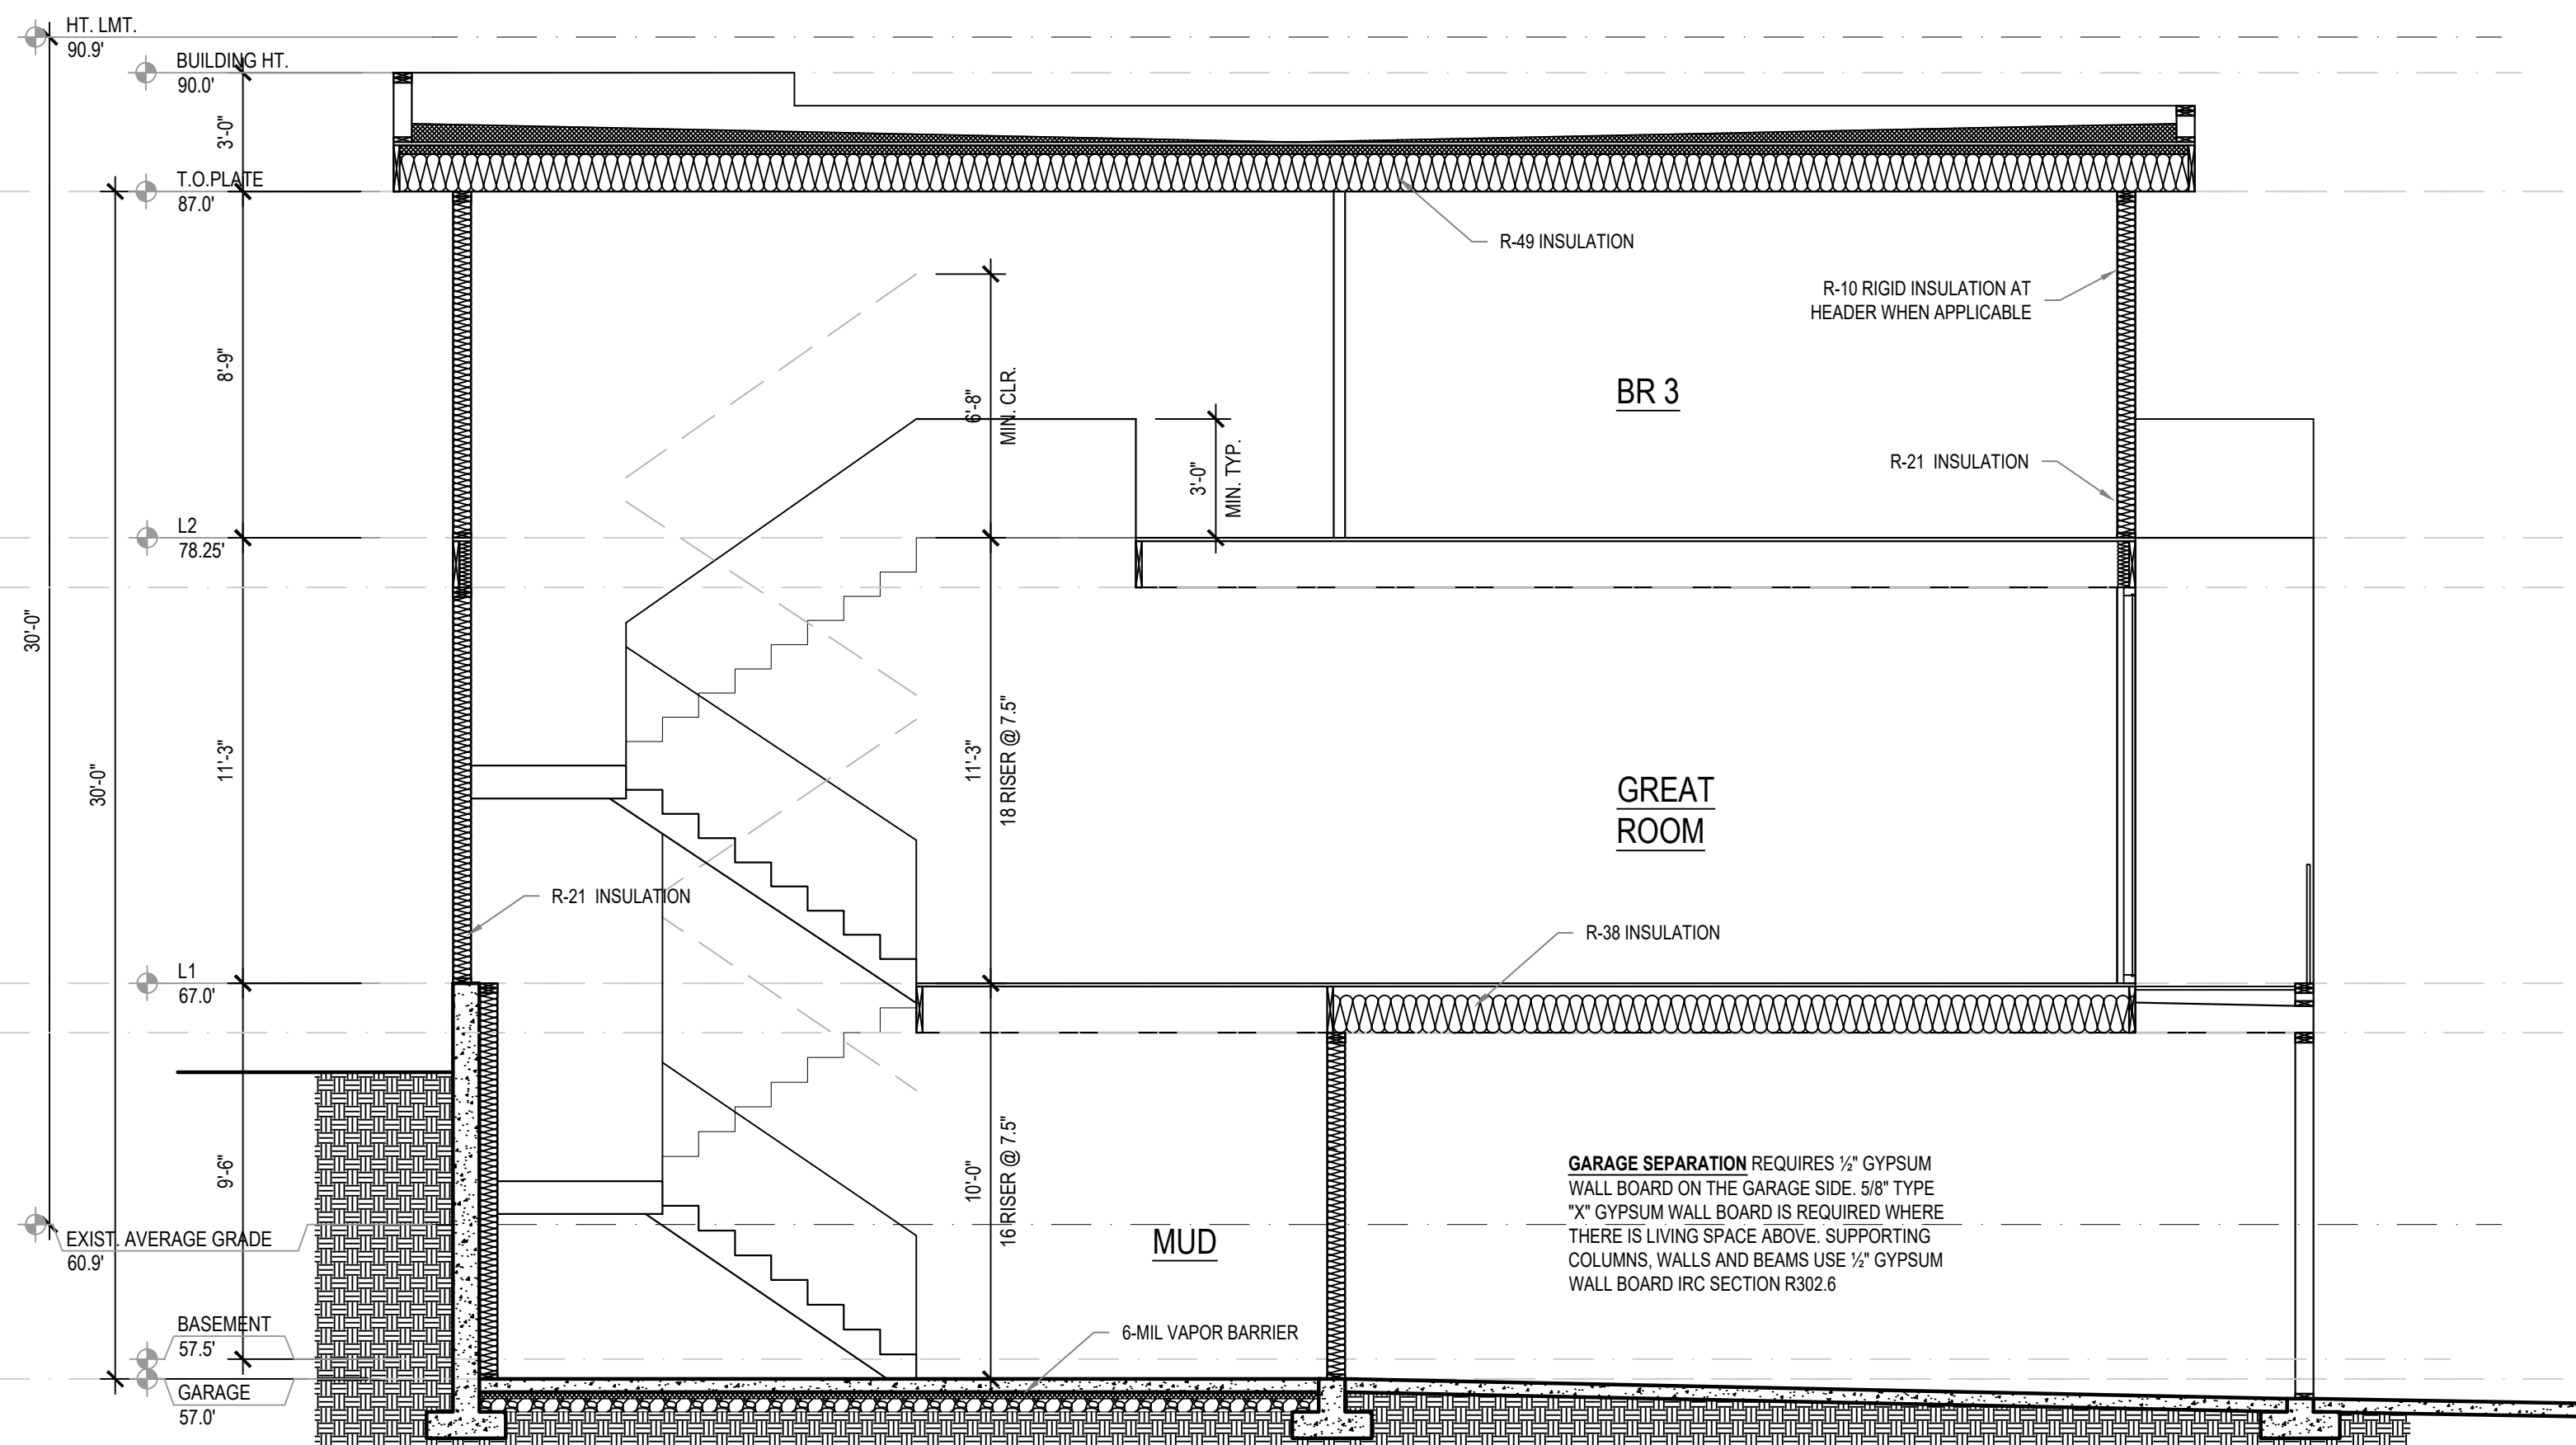 HT. LMT.
90.9'
BUILDING HT.
90.0'
3'-0"
T.O.PLATE
87.0'
R-49 INSULATION
R-10 RIGID INSULATION AT
HEADER WHEN APPLICABLE
8'-9"
6'-8"
MIN. CLR.
BR 3
3'-0"
MIN. TYP.
R-21 INSULATION
L2
78.25'
30'-0"
30'-0"
11'-3"
11'-3"
18 RISER @ 7.5"
GREAT
ROOM
R-21 INSULATION
R-38 INSULATION
L1
67.0'
9'-6"
10'-0"
16 RISER @ 7.5"
GARAGE SEPARATION REQUIRES ½" GYPSUM
WALL BOARD ON THE GARAGE SIDE. 5/8" TYPE
"X" GYPSUM WALL BOARD IS REQUIRED WHERE
THERE IS LIVING SPACE ABOVE. SUPPORTING
COLUMNS, WALLS AND BEAMS USE ½" GYPSUM
WALL BOARD IRC SECTION R302.6
MUD
EXIST. AVERAGE GRADE
60.9'
BASEMENT
57.5'
6-MIL VAPOR BARRIER
GARAGE
57.0'